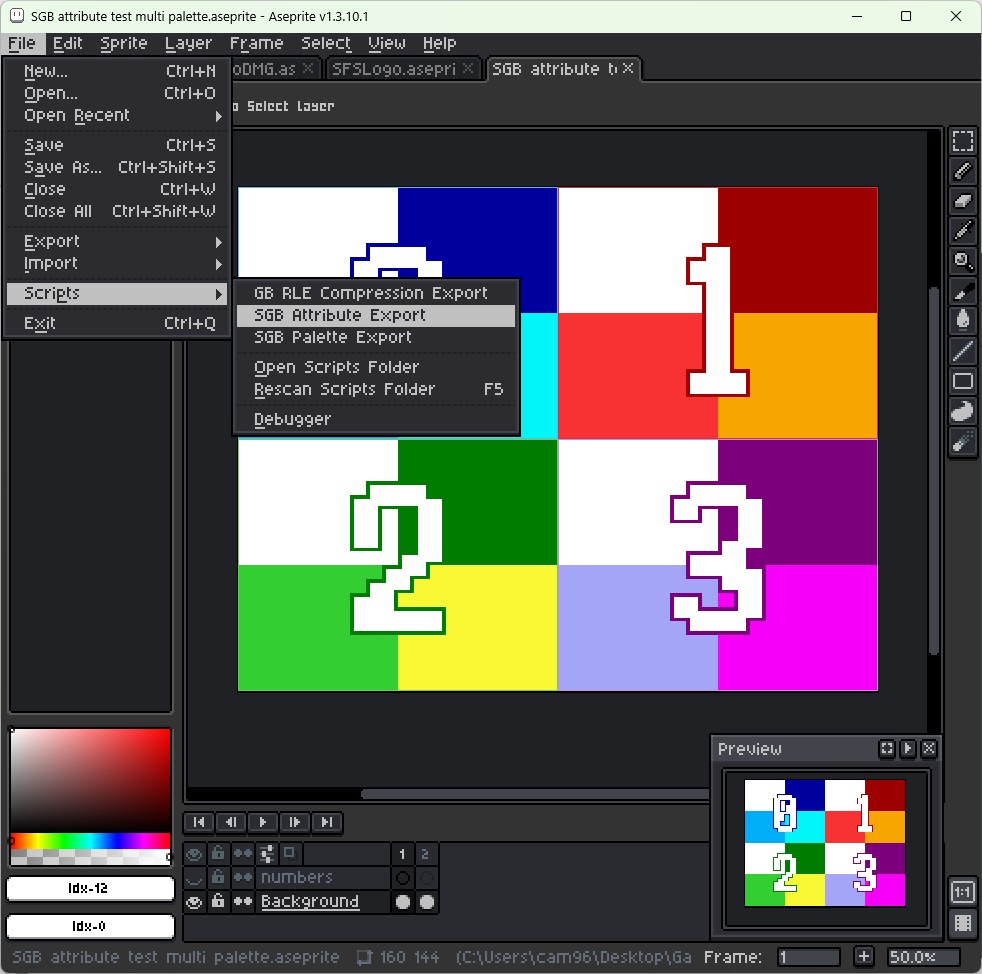 SGB attribute test multi palette.aseprite - Aseprite v1.3.10.1
File Edit Sprite Layer Frame Select View Help
oDMG.as SFSLogo.asepri SGB attribute t
New... Ctrl+N
Open... Ctrl+O
Open Recent
Select Layer
Save Ctrl+S
Save As... Ctrl+Shift+S
Close Ctrl+W
Close All Ctrl+Shift+W
Export
Import
Scripts
Exit Ctrl+Q
GB RLE Compression Export
SGB Attribute Export
SGB Palette Export
Open Scripts Folder
Rescan Scripts Folder F5
Debugger
1
2 3
Preview
0 1
2 3
1 2
numbers
Background
Idx-12
Idx-0
1:1
SGB attribute test multi palette.aseprite 160 144 (C:\Users\cam96\Desktop\Ga Frame: 1 + 50.0%